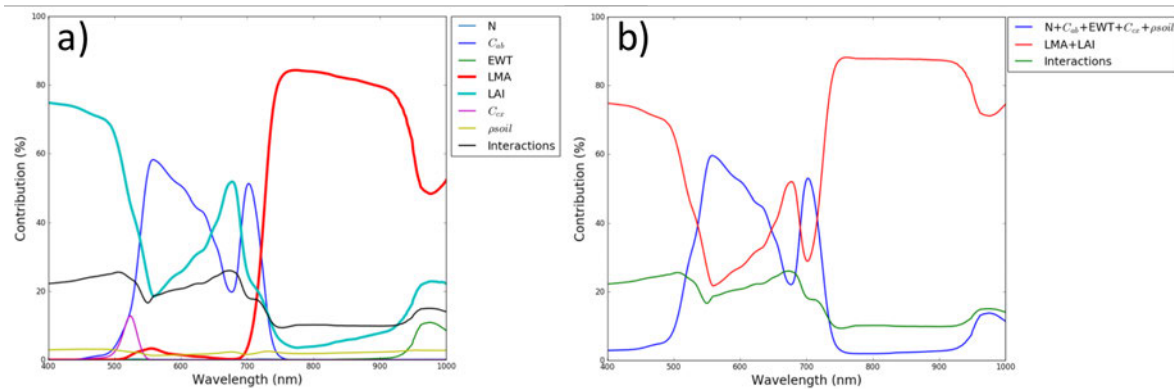 a)
Contribution (%)
100
80
60
40
20
0
400 500 600 700 800 900 1000
Wavelength (nm)
N
C_ab
EWT
LMA
LAI
C_cx
ρsoil
Interactions
b)
Contribution (%)
100
80
60
40
20
0
400 500 600 700 800 900 1000
Wavelength (nm)
N+C_ab+EWT+C_cx+ρsoil
LMA+LAI
Interactions